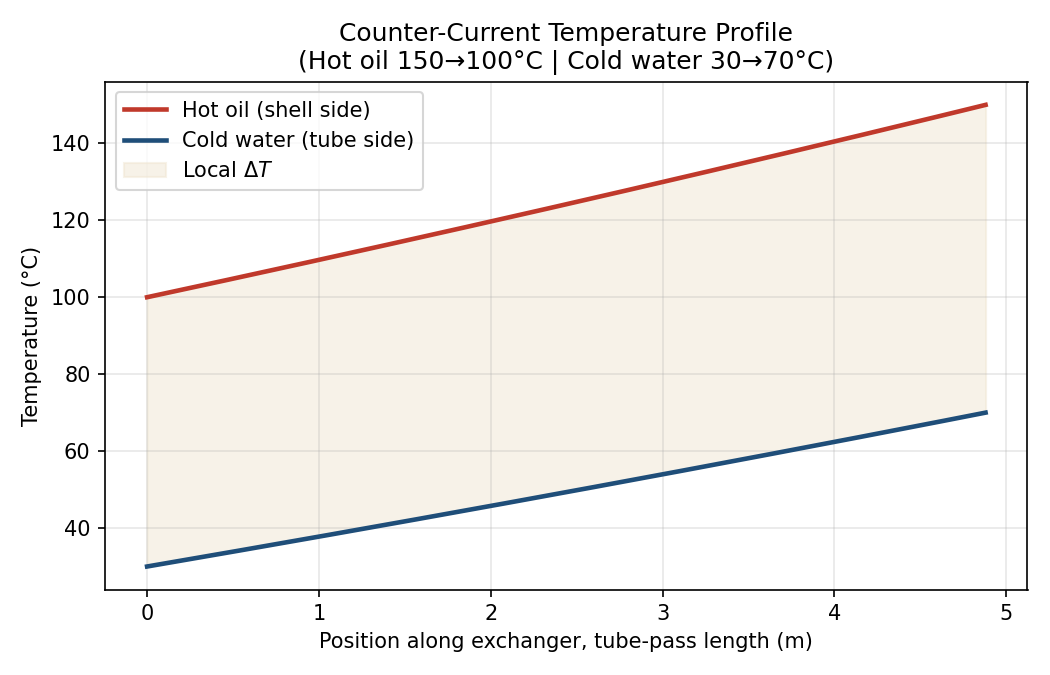 Counter-Current Temperature Profile
(Hot oil 150→100°C | Cold water 30→70°C)
Hot oil (shell side)
Cold water (tube side)
Local ΔT
Temperature (°C)
140
120
100
80
60
40
0 1 2 3 4 5
Position along exchanger, tube-pass length (m)